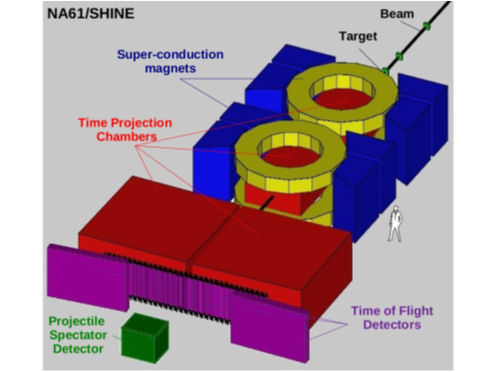 NA61/SHINE
Beam
Target
Super-conduction
magnets
Time Projection
Chambers
Time of Flight
Detectors
Projectile
Spectator
Detector